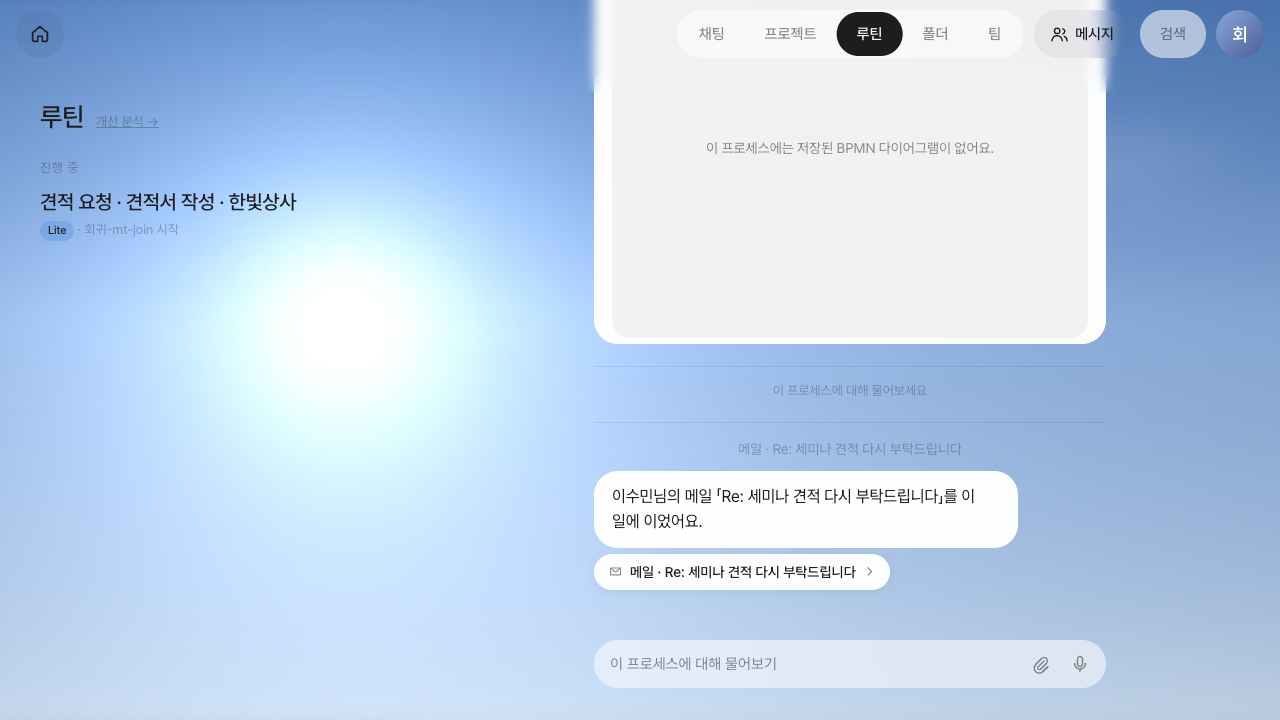 채팅
프로젝트
루틴
폴더
팀
메시지
검색
회
루틴
개선 분석 →
진행 중
견적 요청 · 견적서 작성 · 한빛상사
Lite · 회귀-mt-join 시작
이 프로세스에는 저장된 BPMN 다이어그램이 없어요.
이 프로세스에 대해 물어보세요
메일 · Re: 세미나 견적 다시 부탁드립니다
이수민님의 메일 「Re: 세미나 견적 다시 부탁드립니다」를 이
일에 이었어요.
메일 · Re: 세미나 견적 다시 부탁드립니다
이 프로세스에 대해 물어보기